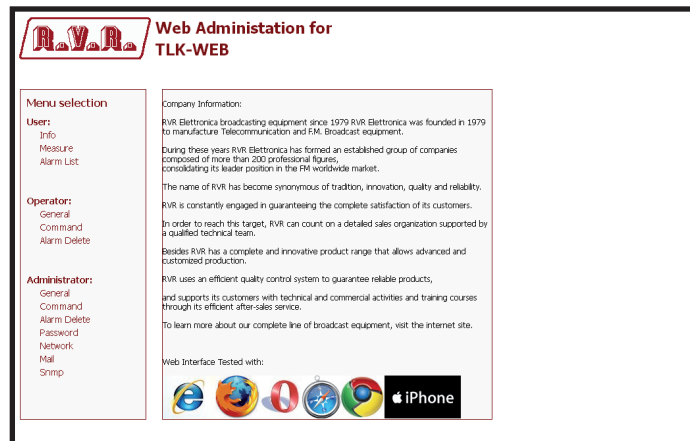 R.V.R.
Web Administation for
TLK-WEB
Menu selection
User:
Info
Measure
Alarm List
Operator:
General
Command
Alarm Delete
Administrator:
General
Command
Alarm Delete
Password
Network
Mail
Snmp
Company Information:
RVR Elettronica broadcasting equipment since 1979 RVR Elettronica was founded in 1979
to manufacture Telecommunication and F.M. Broadcast equipment.
During these years RVR Elettronica has formed an established group of companies
composed of more than 200 professional figures,
consolidating its leader position in the FM worldwide market.
The name of RVR has become synonymous of tradition, innovation, quality and reliability.
RVR is constantly engaged in guaranteeing the complete satisfaction of its customers.
In order to reach this target, RVR can count on a detailed sales organization supported by
a qualified technical team.
Besides RVR has a complete and innovative product range that allows advanced and
customized production.
RVR uses an efficient quality control system to guarantee reliable products,
and supports its customers with technical and commercial activities and training courses
through its efficient after-sales service.
To learn more about our complete line of broadcast equipment, visit the internet site.
Web Interface Tested with:
iPhone